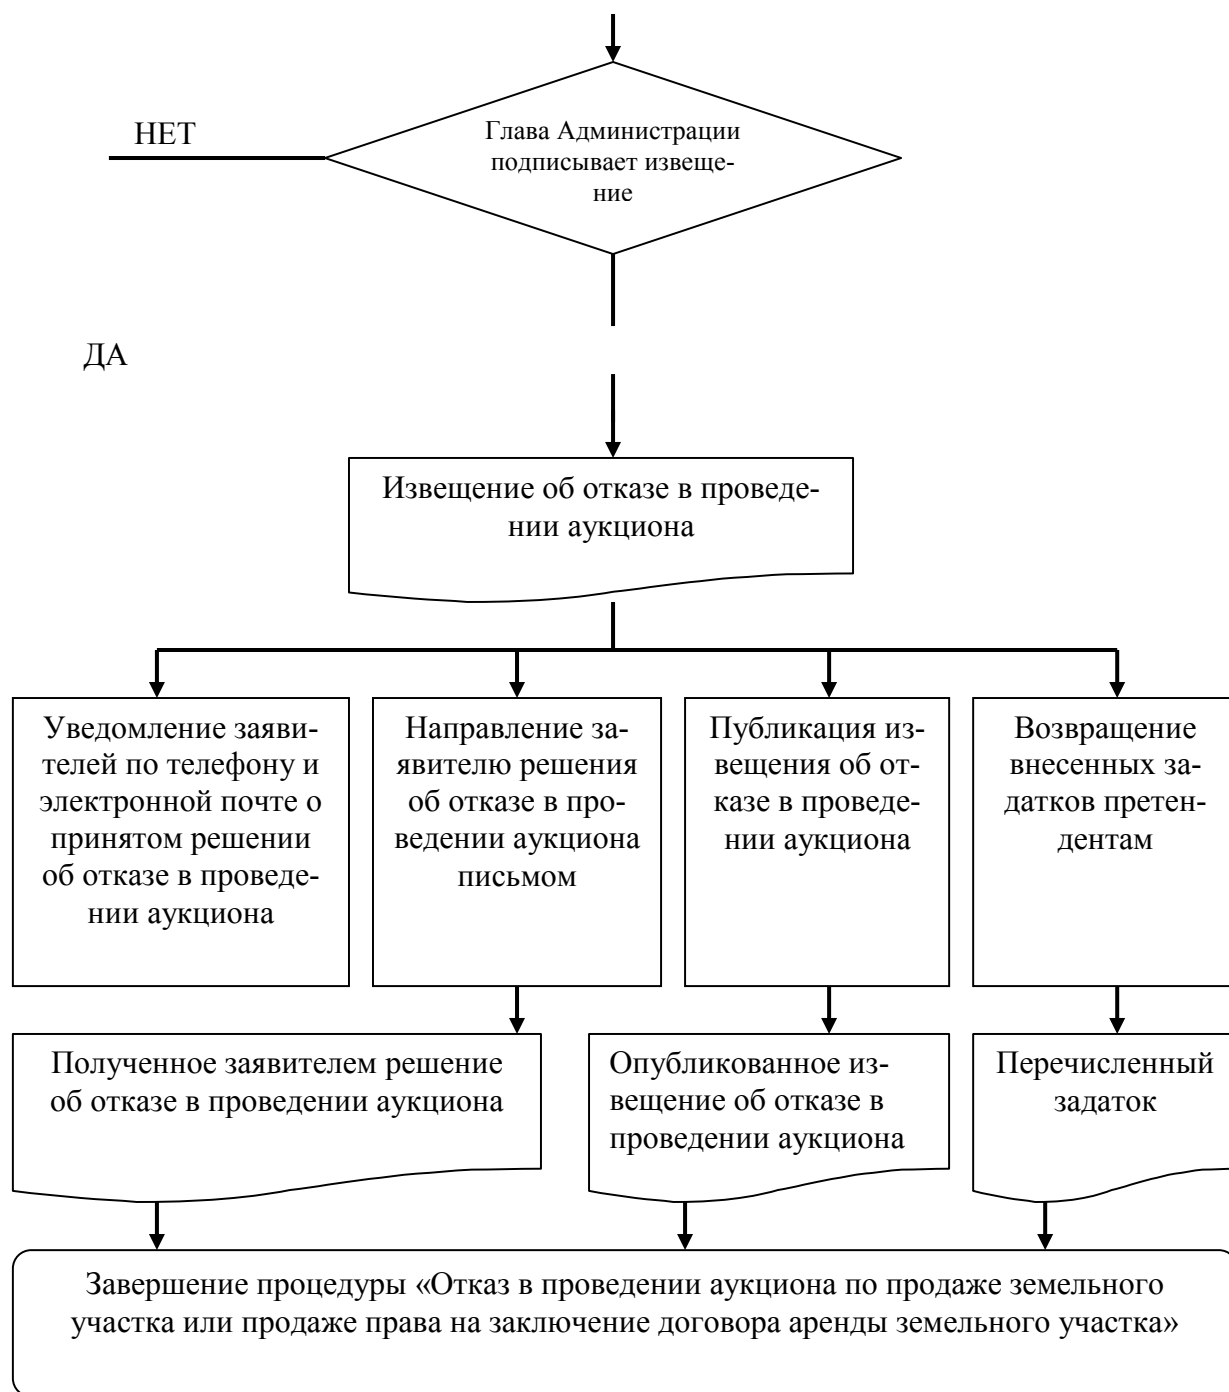 НЕТ
Глава Администрации
подписывает извеще-
ние
ДА
Извещение об отказе в проведе-
нии аукциона
Уведомление заяви-
телей по телефону и
электронной почте о
принятом решении
об отказе в проведе-
нии аукциона
Направление за-
явителю решения
об отказе в про-
ведении аукциона
письмом
Публикация из-
вещения об от-
казе в проведе-
нии аукциона
Возвращение
внесенных за-
датков претен-
дентам
Полученное заявителем решение
об отказе в проведении аукциона
Опубликованное из-
вещение об отказе в
проведении аукциона
Перечисленный
задаток
Завершение процедуры «Отказ в проведении аукциона по продаже земельного
участка или продаже права на заключение договора аренды земельного участка»